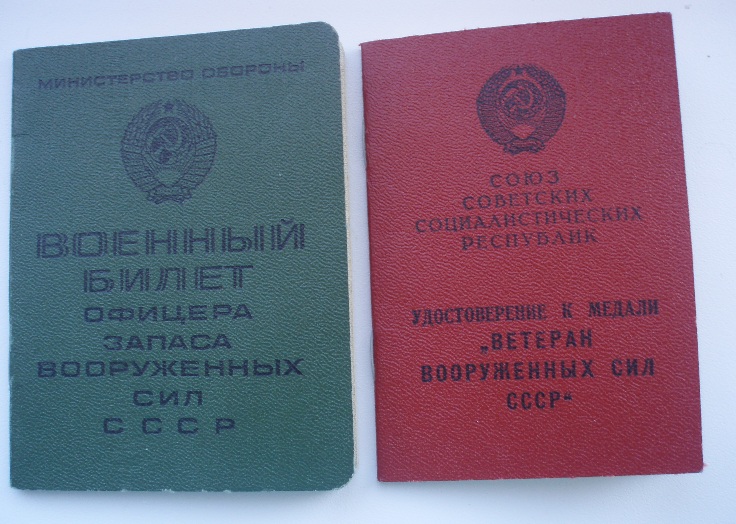 МИНИСТЕРСТВО ОБОРОНЫ
ВОЕННЫЙ
БИЛЕТ
ОФИЦЕРА
ЗАПАСА
ВООРУЖЕННЫХ
СИЛ
СССР
СОЮЗ
СОВЕТСКИХ
СОЦИАЛИСТИЧЕСКИХ
РЕСПУБЛИК
УДОСТОВЕРЕНИЕ К МЕДАЛИ
„ВЕТЕРАН
ВООРУЖЕННЫХ СИЛ
СССР“